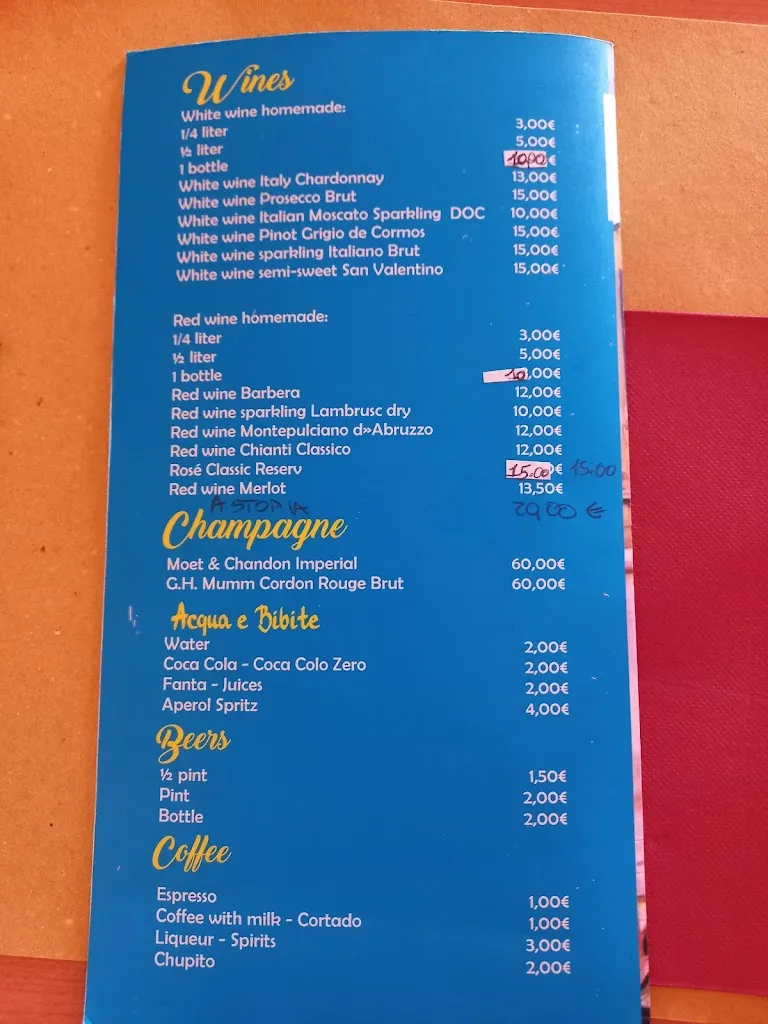 Wines
White wine homemade:
1/4 liter 3,00€
½ liter 5,00€
1 bottle 10,00€
White wine Italy Chardonnay 13,00€
White wine Prosecco Brut 15,00€
White wine Italian Moscato Sparkling DOC 10,00€
White wine Pinot Grigio de Cormos 15,00€
White wine sparkling Italiano Brut 15,00€
White wine semi-sweet San Valentino 15,00€
Red wine homemade:
1/4 liter 3,00€
½ liter 5,00€
1 bottle 10,00€
Red wine Barbera 12,00€
Red wine sparkling Lambrusc dry 10,00€
Red wine Montepulciano d»Abruzzo 12,00€
Red wine Chianti Classico 12,00€
Rosé Classic Reserv 15.00€ 15.00
Red wine Merlot 13,50€
ASTORIA
Champagne
Moet & Chandon Imperial 60,00€
G.H. Mumm Cordon Rouge Brut 60,00€
Acqua e Bibite
Water 2,00€
Coca Cola - Coca Colo Zero 2,00€
Fanta - Juices 2,00€
Aperol Spritz 4,00€
Beers
½ pint 1,50€
Pint 2,00€
Bottle 2,00€
Coffee
Espresso 1,00€
Coffee with milk - Cortado 1,00€
Liqueur - Spirits 3,00€
Chupito 2,00€